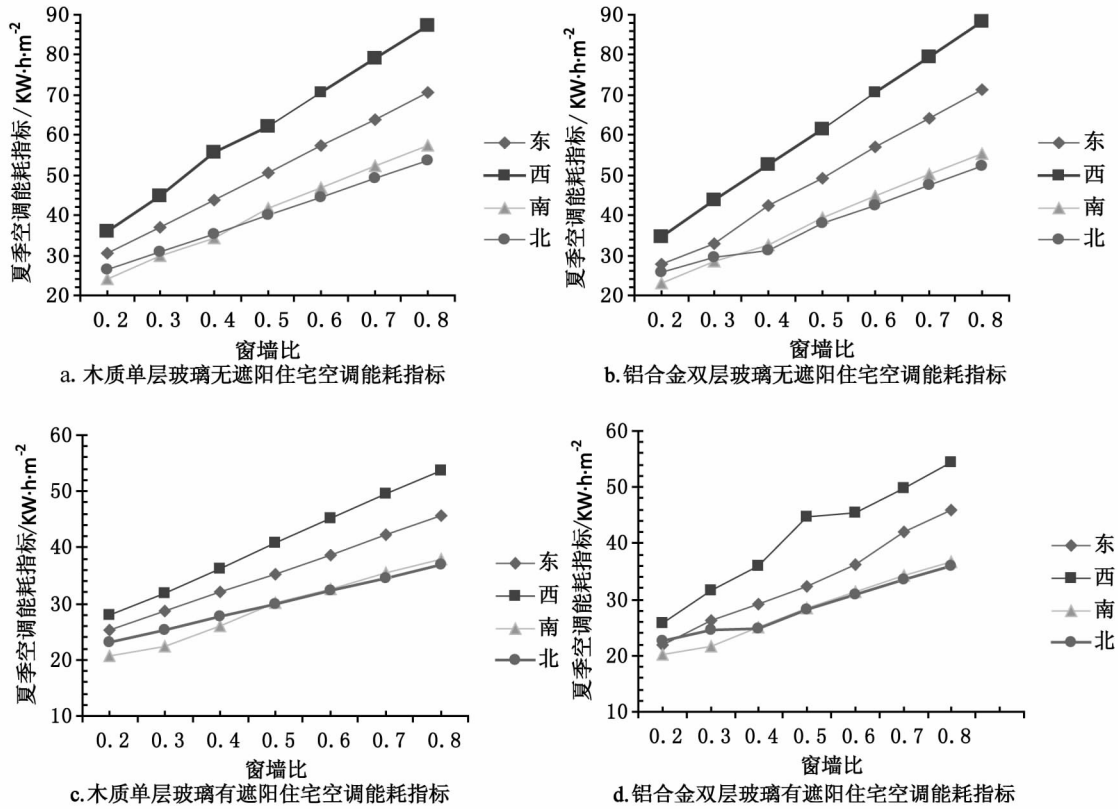 90
80
70
60
50
40
30
20
夏季空调能耗指标/KW·h·m-2
0.2 0.3 0.4 0.5 0.6 0.7 0.8
窗墙比
东
西
南
北
a.木质单层玻璃无遮阳住宅空调能耗指标
90
80
70
60
50
40
30
20
夏季空调能耗指标/KW·h·m-2
0.2 0.3 0.4 0.5 0.6 0.7 0.8
窗墙比
东
西
南
北
b.铝合金双层玻璃无遮阳住宅空调能耗指标
60
50
40
30
20
10
夏季空调能耗指标/KW·h·m-2
0.2 0.3 0.4 0.5 0.6 0.7 0.8
窗墙比
东
西
南
北
c.木质单层玻璃有遮阳住宅空调能耗指标
60
50
40
30
20
10
夏季空调能耗指标/KW·h·m-2
0.2 0.3 0.4 0.5 0.6 0.7 0.8
窗墙比
东
西
南
北
d.铝合金双层玻璃有遮阳住宅空调能耗指标